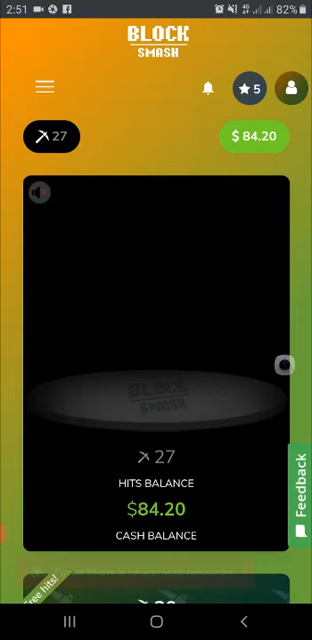 2:51
82%
BLOCK
SMASH
5
27
$ 84.20
BLOCK
SMASH
27
HITS BALANCE
$84.20
CASH BALANCE
Feedback
Free hits!